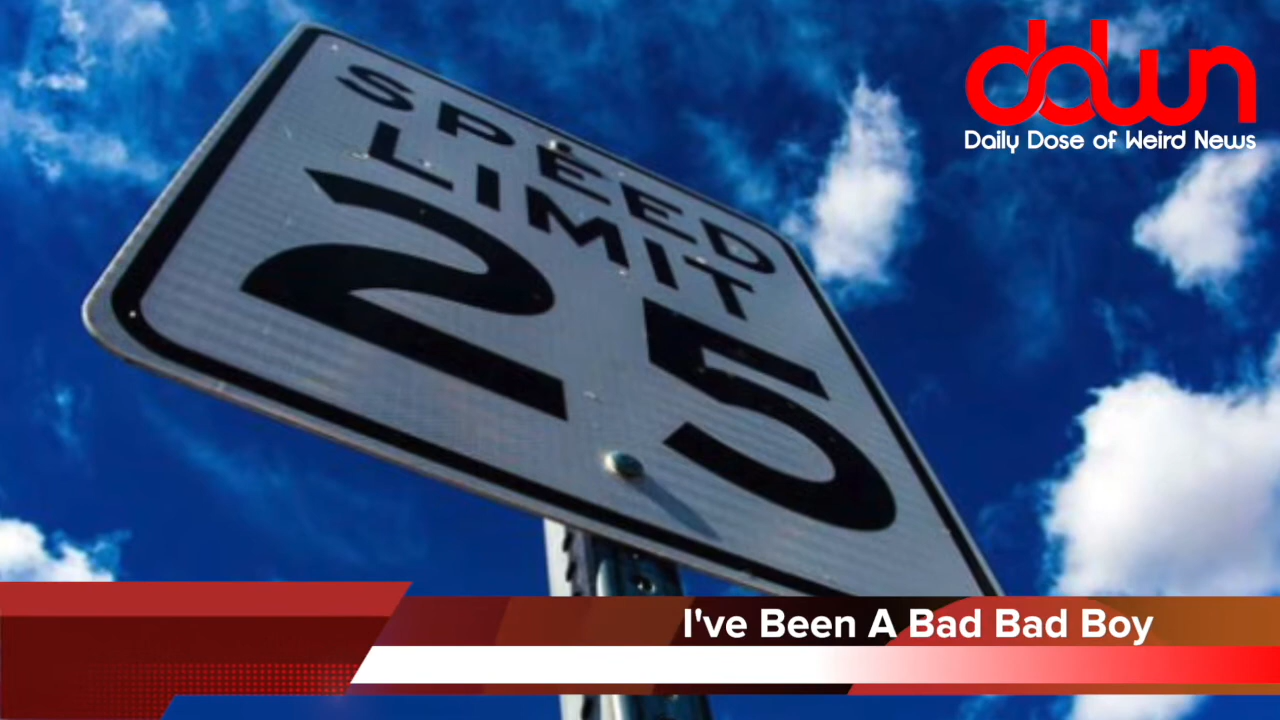 SPEED
LIMIT
25
ddwn
Daily Dose of Weird News
I've Been A Bad Bad Boy